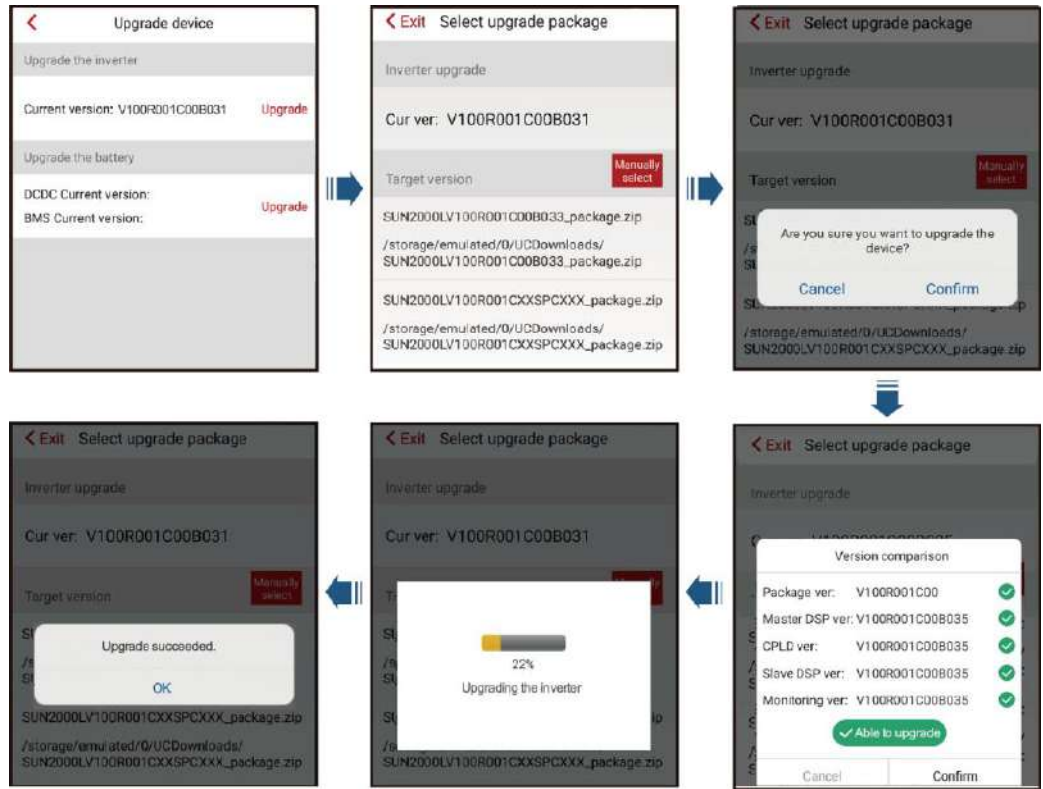 Upgrade device
Upgrade the inverter
Current version: V100R001C00B031
Upgrade
Upgrade the battery
DCDC Current version:
BMS Current version:
Upgrade
Exit Select upgrade package
Inverter upgrade
Cur ver: V100R001C00B031
Target version
Manually
select
SUN2000LV100R001C00B033_package.zip
/storage/emulated/0/UCDownloads/
SUN2000LV100R001C00B033_package.zip
SUN2000LV100R001CXXSPCXXX_package.zip
/storage/emulated/0/UCDownloads/
SUN2000LV100R001CXXSPCXXX_package.zip
Exit Select upgrade package
Inverter upgrade
Cur ver: V100R001C00B031
Target version
Manually
select
Are you sure you want to upgrade the
device?
Cancel Confirm
/storage/emulated/0/UCDownloads/
SUN2000LV100R001CXXSPCXXX_package.zip
Exit Select upgrade package
Inverter upgrade
Version comparison
Package ver: V100R001C00
Master DSP ver: V100R001C00B035
CPLD ver: V100R001C00B035
Slave DSP ver: V100R001C00B035
Monitoring ver: V100R001C00B035
Able to upgrade
Cancel Confirm
Exit Select upgrade package
Inverter upgrade
Cur ver: V100R001C00B031
22%
Upgrading the inverter
SUN2000LV100R001CXXSPCXXX_package.zip
Exit Select upgrade package
Inverter upgrade
Cur ver: V100R001C00B031
Target version
Manually
select
Upgrade succeeded.
OK
SUN2000LV100R001CXXSPCXXX_package.zip
/storage/emulated/0/UCDownloads/
SUN2000LV100R001CXXSPCXXX_package.zip